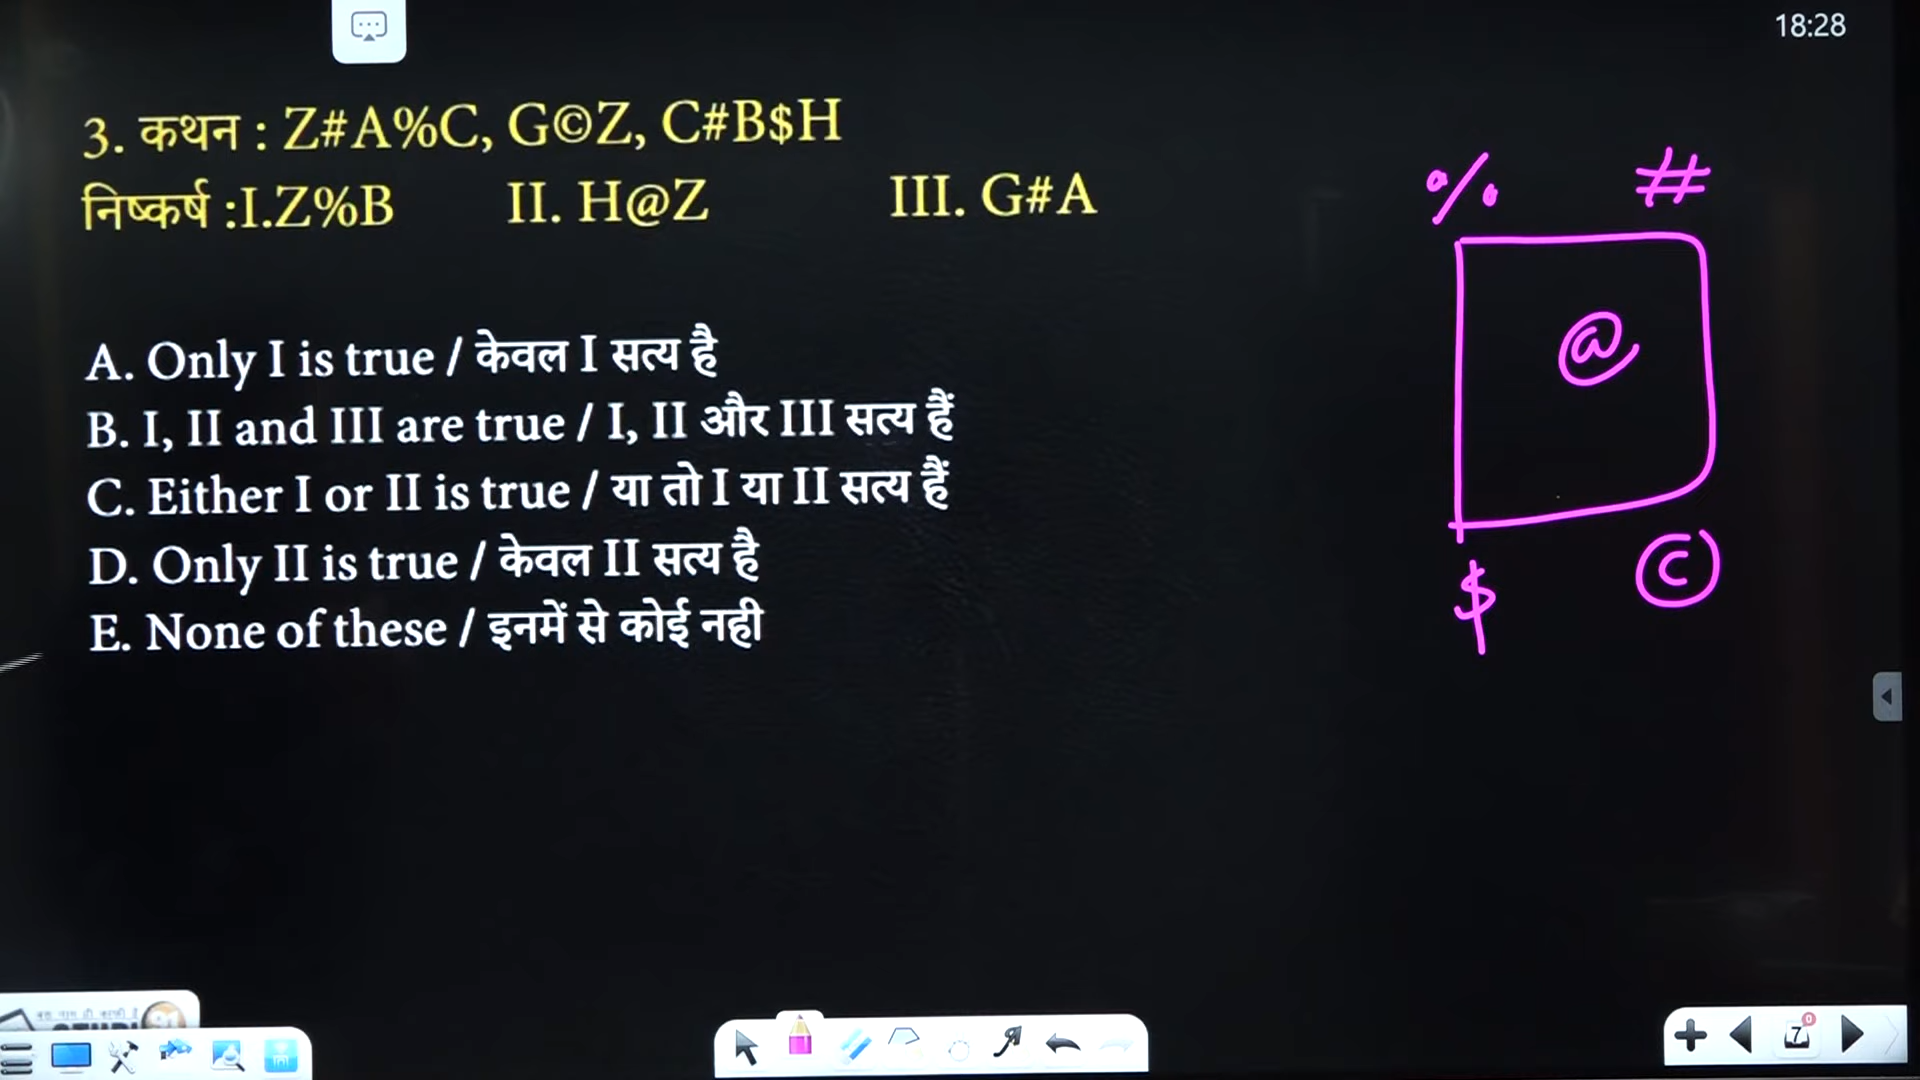 18:28
3. कथन : Z#A%C, G©Z, C#B$H
निष्कर्ष :I.Z%B II. H@Z III. G#A
% #
@
$ ©
A. Only I is true / केवल I सत्य है
B. I, II and III are true / I, II और III सत्य हैं
C. Either I or II is true / या तो I या II सत्य हैं
D. Only II is true / केवल II सत्य है
E. None of these / इनमें से कोई नही
7
0